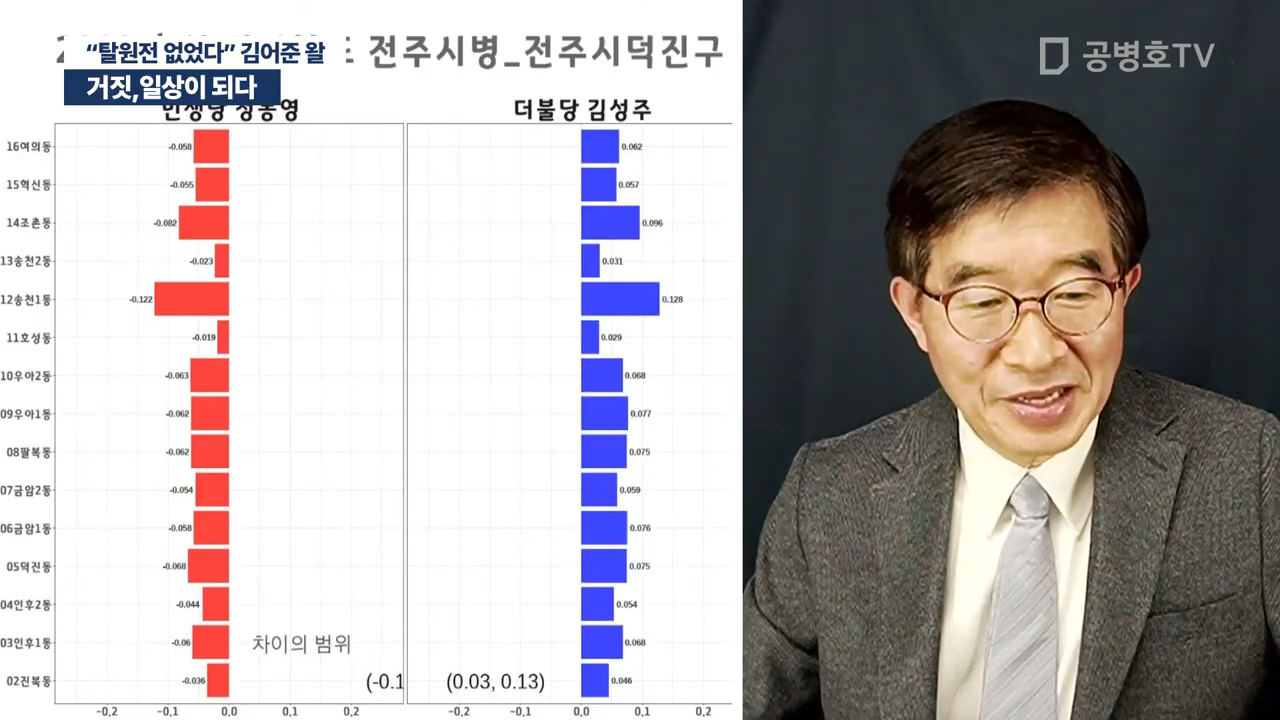 “탈원전 없었다” 김어준 왈
거짓,일상이 되다
전주시병_전주시덕진구
공병호TV
민생당 정동영
더불당 김성주
16여의동 -0.058 0.062
15혁신동 -0.055 0.057
14조촌동 -0.082 0.096
13송천2동 -0.023 0.031
12송천1동 -0.122 0.128
11호성동 -0.019 0.029
10우아2동 -0.063 0.068
09우아1동 -0.062 0.077
08팔복동 -0.062 0.075
07금암2동 -0.054 0.059
06금암1동 -0.058 0.076
05덕진동 -0.068 0.075
04인후2동 -0.044 0.054
03인후1동 -0.06 차이의 범위 0.068
02진북동 -0.036 (-0.1 (0.03, 0.13) 0.046
-0,2 -0,1 0,0 0,1 0,2 -0,2 -0,1 0,0 0,1 0,2